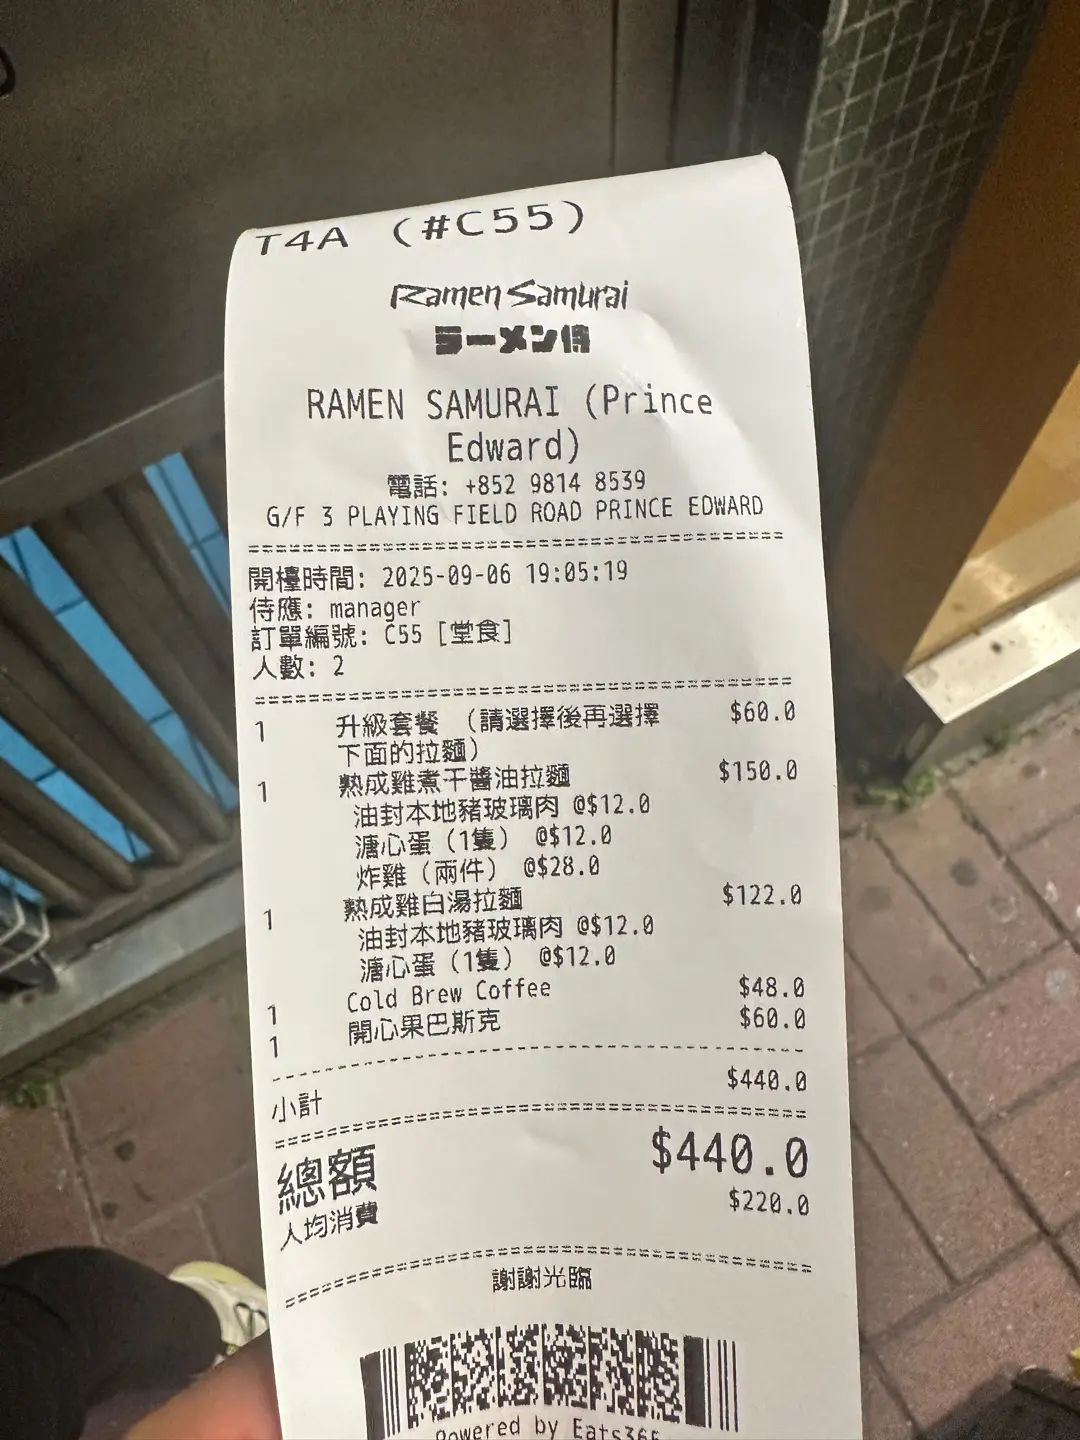 T4A (#C55)
Ramen Samurai
ラーメン侍
RAMEN SAMURAI (Prince
Edward)
電話: +852 9814 8539
G/F 3 PLAYING FIELD ROAD PRINCE EDWARD
開檯時間: 2025-09-06 19:05:19
侍應: manager
訂單編號: C55 [堂食]
人數: 2
1 升級套餐 （請選擇後再選擇 $60.0
下面的拉麵）
1 熟成雞煮干醬油拉麵 $150.0
油封本地豬玻璃肉 @$12.0
溏心蛋（1隻） @$12.0
炸雞（兩件） @$28.0
1 熟成雞白湯拉麵 $122.0
油封本地豬玻璃肉 @$12.0
溏心蛋（1隻） @$12.0
1 Cold Brew Coffee $48.0
1 開心果巴斯克 $60.0
小計 $440.0
總額 $440.0
人均消費 $220.0
謝謝光臨
Powered by Eats365